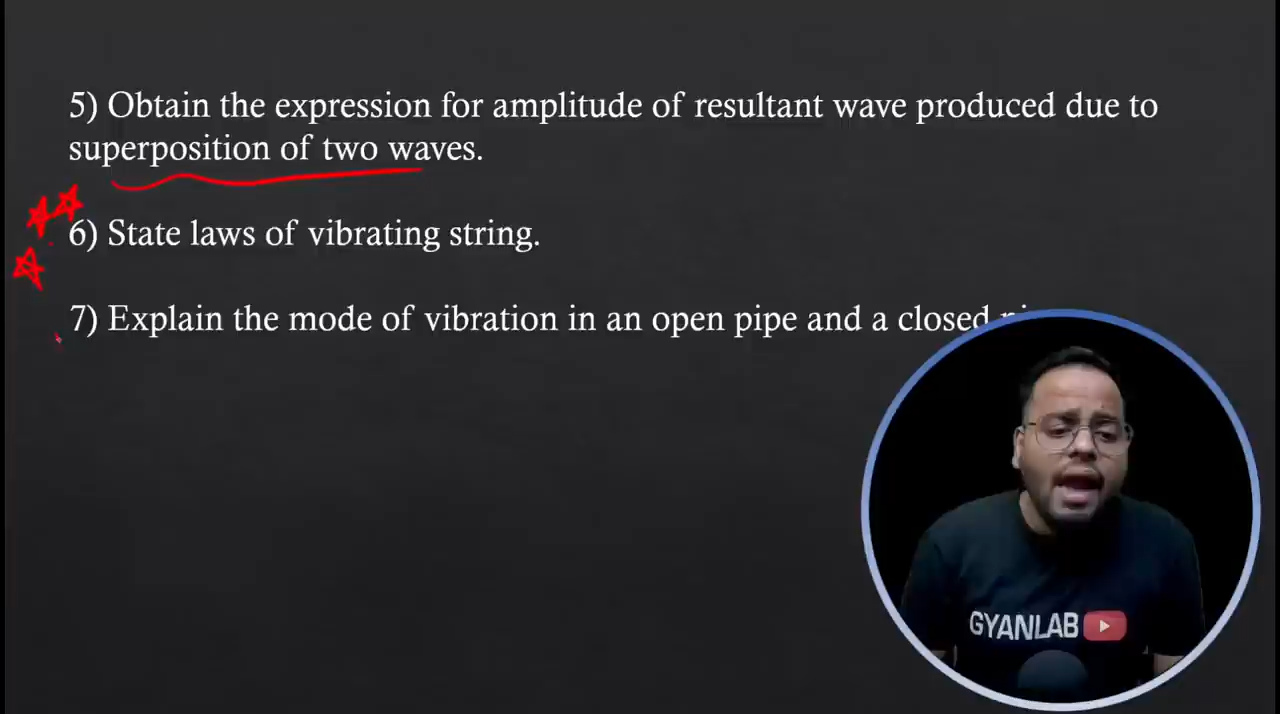 5) Obtain the expression for amplitude of resultant wave produced due to
superposition of two waves.
6) State laws of vibrating string.
7) Explain the mode of vibration in an open pipe and a closed
GYANLAB